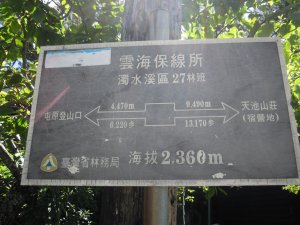 雲海保線所
濁水溪區27林班
4,470m 9,490m
屯原登山口 天池山莊
(宿營地)
6,220步 13,170步
臺灣省林務局 海拔2,360m